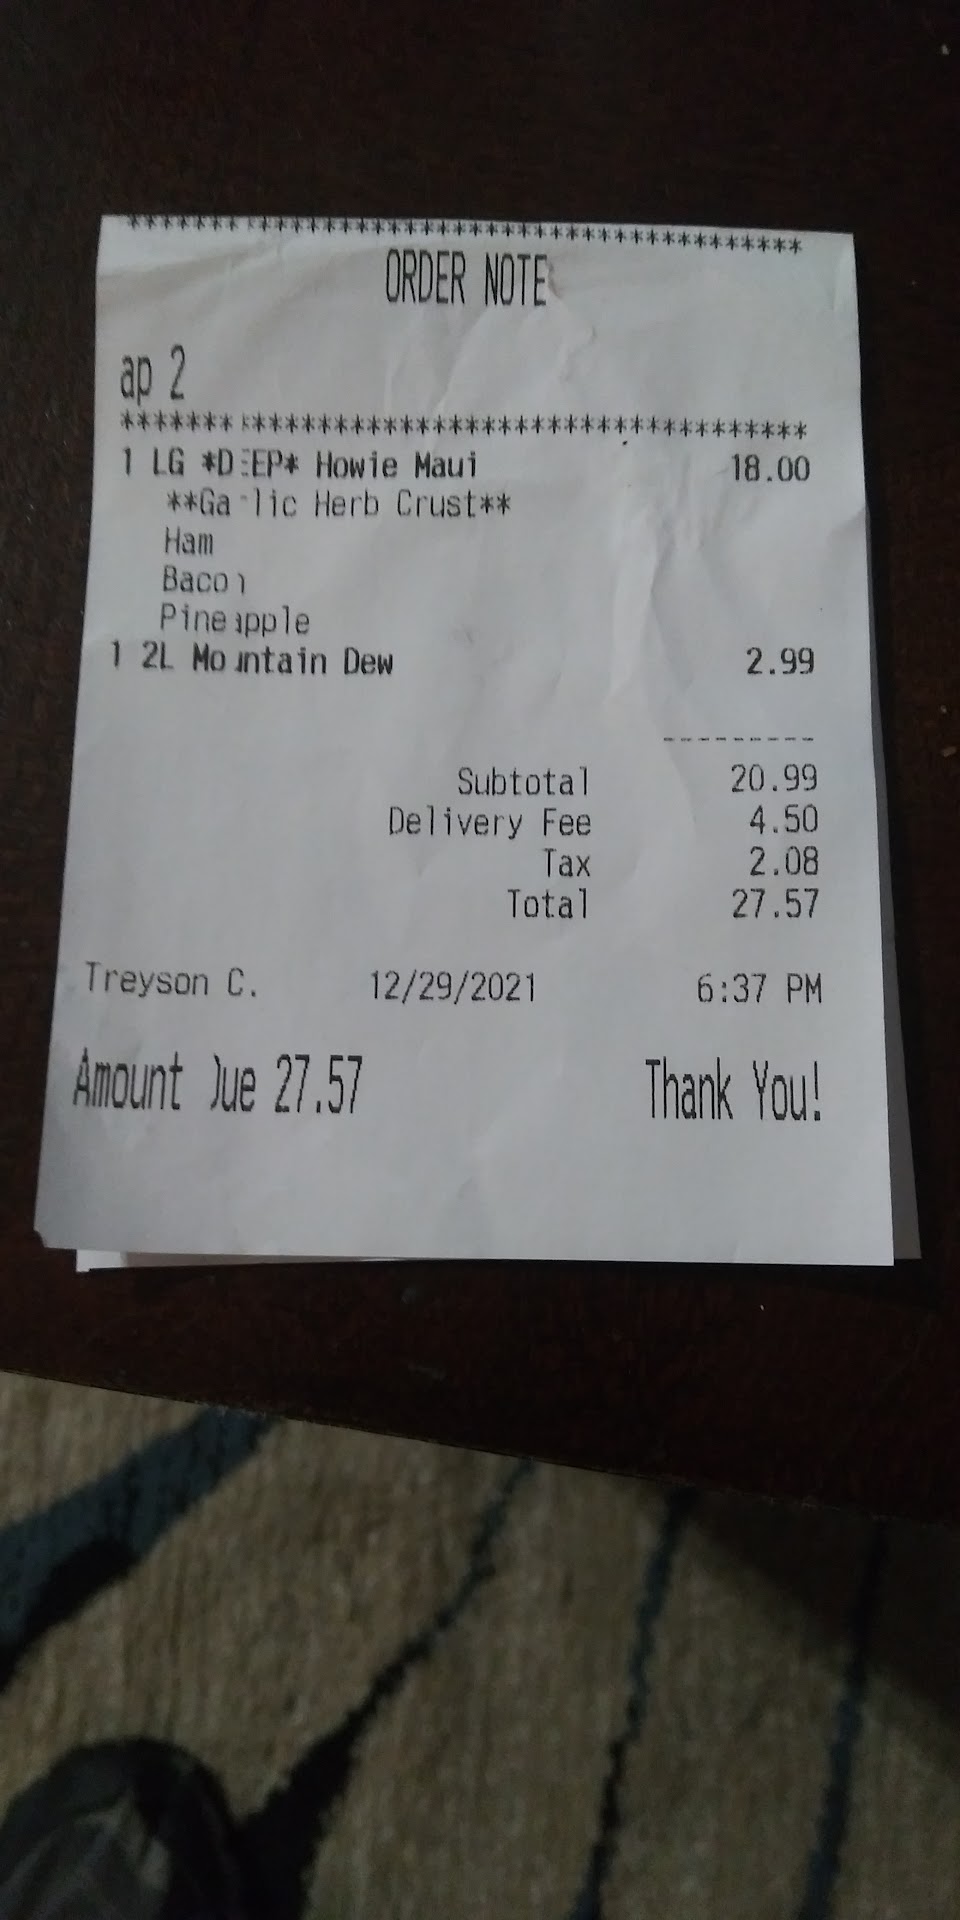 *******************************************
ORDER NOTE
ap 2
*******************************************
1 LG *DEEP* Howie Maui 18.00
**Garlic Herb Crust**
Ham
Bacon
Pineapple
1 2L Mountain Dew 2.99
---------
Subtotal 20.99
Delivery Fee 4.50
Tax 2.08
Total 27.57
Treyson C. 12/29/2021 6:37 PM
Amount Due 27.57 Thank You!